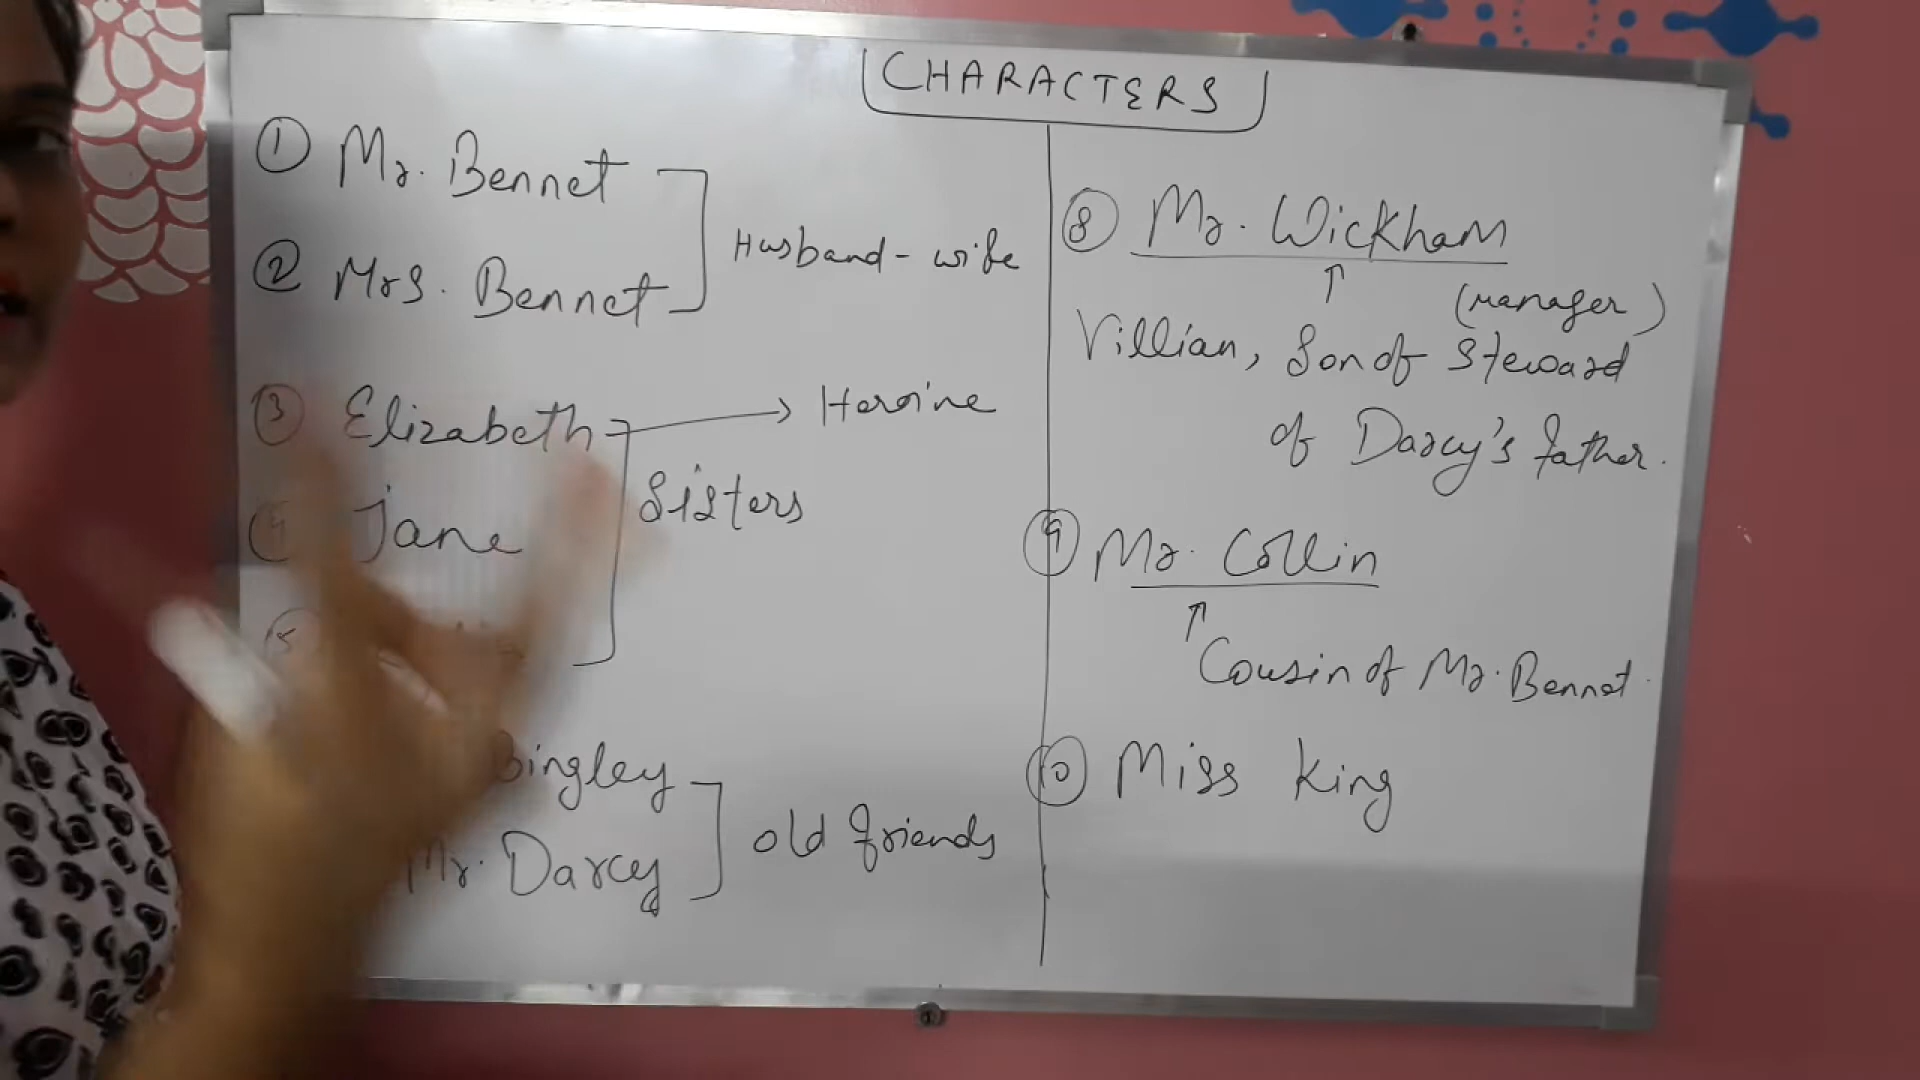 CHARACTERS
① Mr. Bennet
② Mrs. Bennet
Husband - wife
③ Elizabeth → Heroine
④ Jane
Sisters
⑤
Bingley
Mr. Darcy
old friends
⑧ Mr. Wickham
↑
(manager)
Villian, Son of Steward
of Darcy's father.
⑨ Mr. Collin
↑
Cousin of Mr. Bennet.
⑩ Miss King